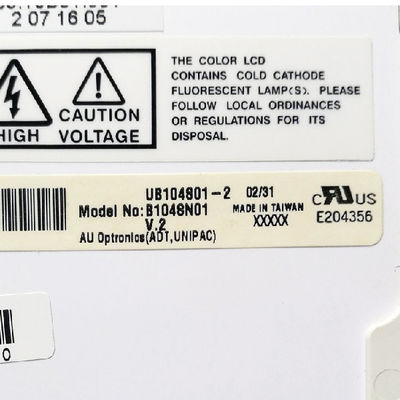 2 07 16 05
HIGH
CAUTION
VOLTAGE
THE COLOR LCD
CONTAINS COLD CATHODE
FLUORESCENT LAMP(S). PLEASE
FOLLOW LOCAL ORDINANCES
OR REGULATIONS FOR ITS
DISPOSAL.
UB104S01-2 02/31
Model No:B104SN01 MADE IN TAIWAN
V.2 XXXXX
AU Optronics(ADT,UNIPAC)
c RU US
E204356
0